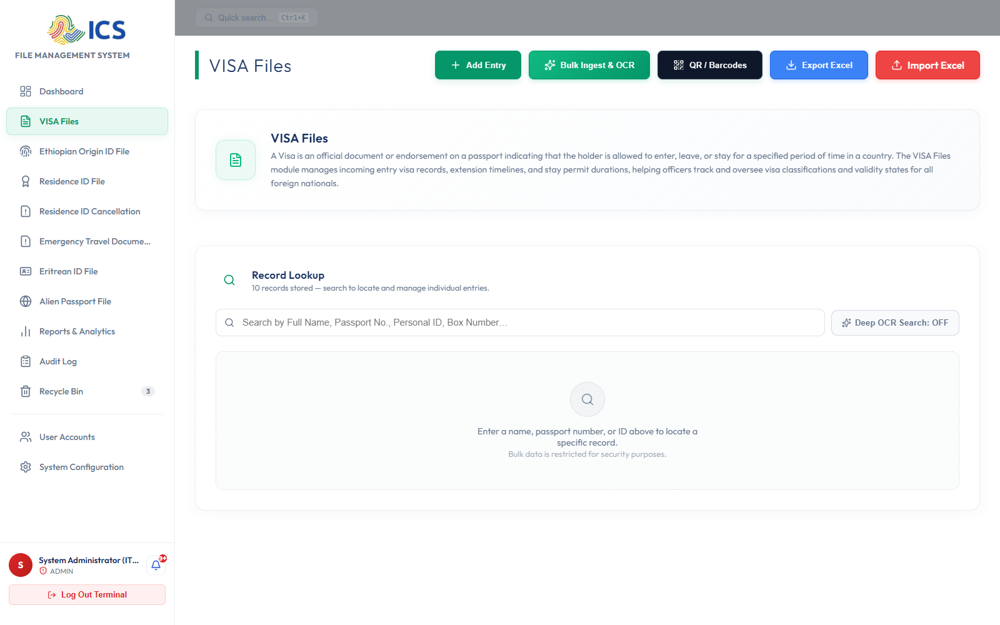 ICS
FILE MANAGEMENT SYSTEM
Dashboard
VISA Files
Ethiopian Origin ID File
Residence ID File
Residence ID Cancellation
Emergency Travel Docume...
Eritrean ID File
Alien Passport File
Reports & Analytics
Audit Log
Recycle Bin 3
User Accounts
System Configuration
S
System Administrator (IT...
ADMIN
9+
Log Out Terminal
Quick search... Ctrl+K
VISA Files
Add Entry
Bulk Ingest & OCR
QR / Barcodes
Export Excel
Import Excel
VISA Files
A Visa is an official document or endorsement on a passport indicating that the holder is allowed to enter, leave, or stay for a specified period of time in a country. The VISA Files
module manages incoming entry visa records, extension timelines, and stay permit durations, helping officers track and oversee visa classifications and validity states for all
foreign nationals.
Record Lookup
10 records stored — search to locate and manage individual entries.
Search by Full Name, Passport No., Personal ID, Box Number...
Deep OCR Search: OFF
Enter a name, passport number, or ID above to locate a
specific record.
Bulk data is restricted for security purposes.